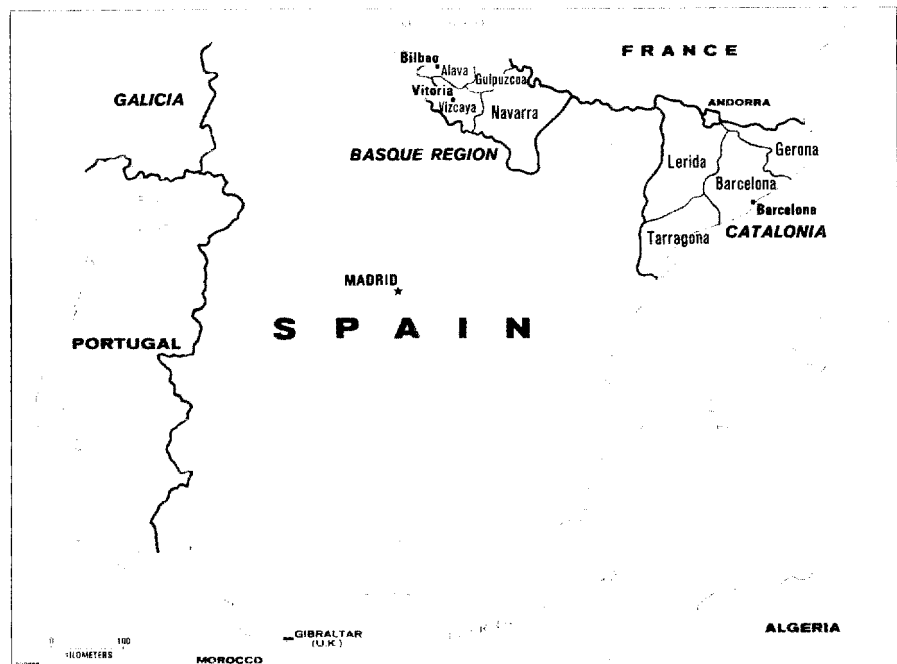 FRANCE
Bilbao
Alava
Guipuzcoa
GALICIA
Vitoria
Vizcaya
Navarra
ANDORRA
BASQUE REGION
Lerida
Gerona
Barcelona
Barcelona
Tarragona
CATALONIA
MADRID
SPAIN
PORTUGAL
0 100
KILOMETERS
GIBRALTAR
(U.K.)
ALGERIA
MOROCCO